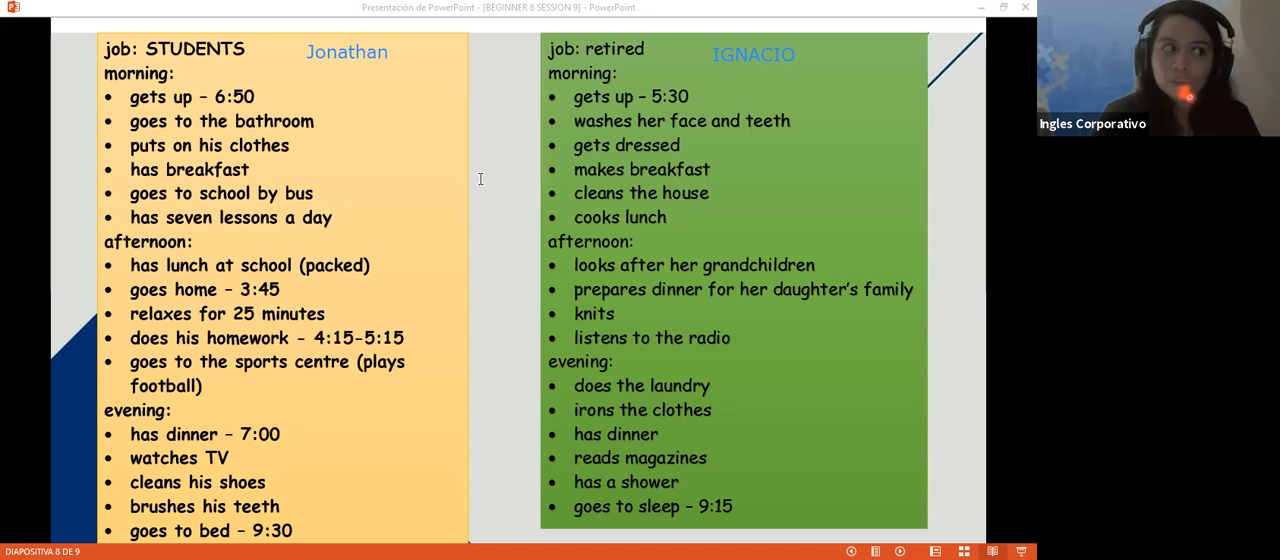 Presentación de PowerPoint - [BEGINNER 6 SESSION 9] - PowerPoint
job: STUDENTS
Jonathan
morning:
• gets up – 6:50
• goes to the bathroom
• puts on his clothes
• has breakfast
• goes to school by bus
• has seven lessons a day
afternoon:
• has lunch at school (packed)
• goes home – 3:45
• relaxes for 25 minutes
• does his homework – 4:15-5:15
• goes to the sports centre (plays
football)
evening:
• has dinner – 7:00
• watches TV
• cleans his shoes
• brushes his teeth
• goes to bed – 9:30
job: retired
IGNACIO
morning:
• gets up – 5:30
• washes her face and teeth
• gets dressed
• makes breakfast
• cleans the house
• cooks lunch
afternoon:
• looks after her grandchildren
• prepares dinner for her daughter's family
• knits
• listens to the radio
evening:
• does the laundry
• irons the clothes
• has dinner
• reads magazines
• has a shower
• goes to sleep – 9:15
Ingles Corporativo
DIAPOSITIVA 8 DE 9